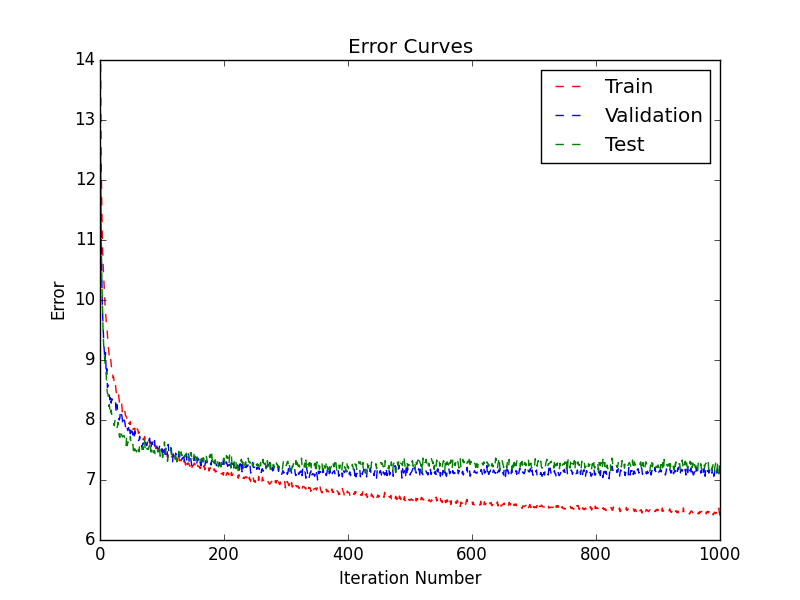 Error Curves
14
13
12
11
10
9
8
7
6
Error
Train
Validation
Test
0 200 400 600 800 1000
Iteration Number